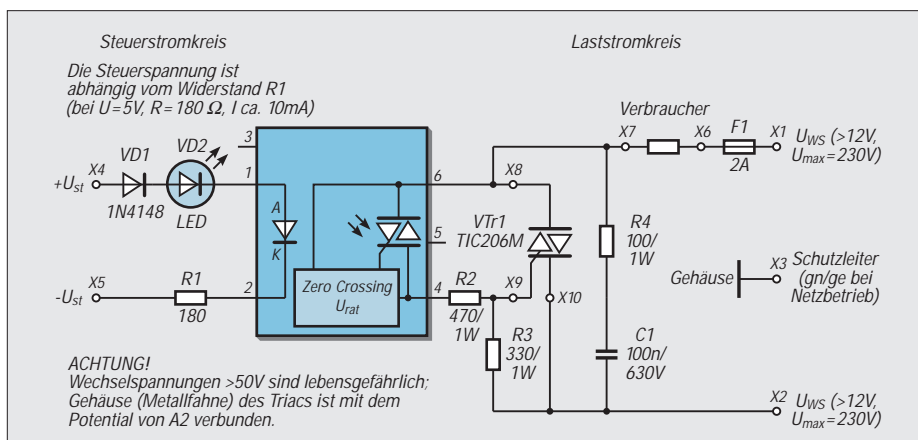 Steuerstromkreis
Laststromkreis
Die Steuerspannung ist
abhängig vom Widerstand R1
(bei U=5V, R=180 Ω, I ca. 10mA)
Verbraucher
X7
X6
F1
2A
X1
U_WS (>12V,
U_max=230V)
X4
+U_st
VD1
1N4148
VD2
LED
3
1
6
X8
A
K
VTr1
TIC206M
5
R4
100/
1W
Gehäuse
X3
Schutzleiter
(gn/ge bei
Netzbetrieb)
X5
-U_st
R1
180
2
Zero Crossing
U_rat
4
R2
470/
1W
X9
X10
R3
330/
1W
C1
100n/
630V
ACHTUNG!
Wechselspannungen >50V sind lebensgefährlich;
Gehäuse (Metallfahne) des Triacs ist mit dem
Potential von A2 verbunden.
X2
U_WS (>12V,
U_max=230V)